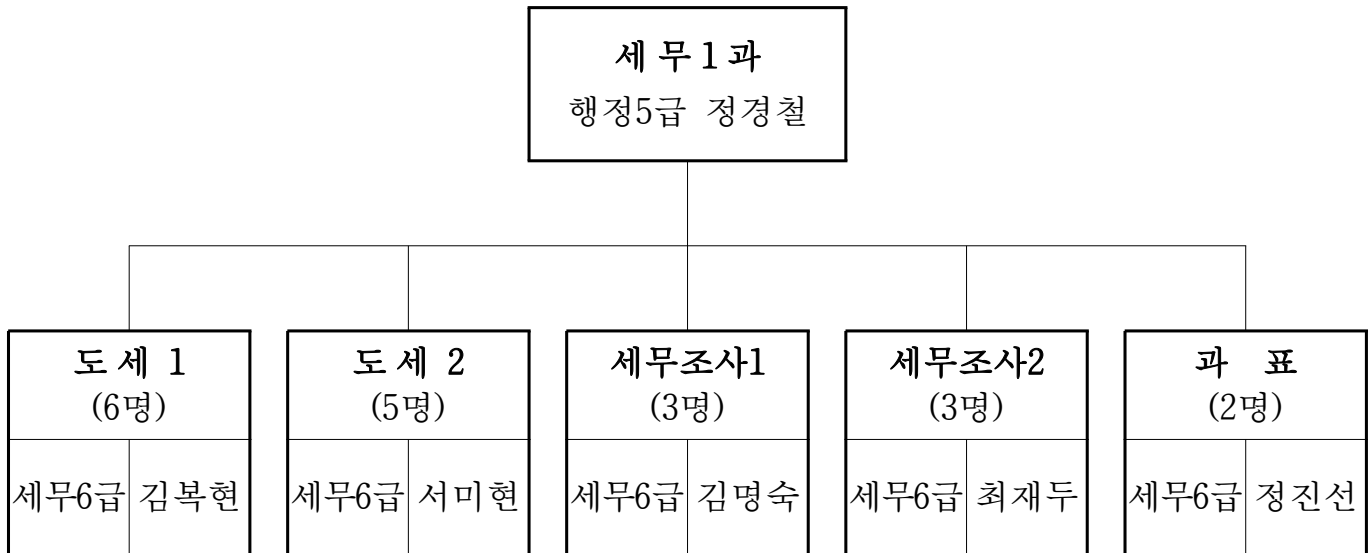 세 무 1 과
행정5급 정경철
도 세 1
(6명)
세무6급 김복현
도 세 2
(5명)
세무6급 서미현
세무조사1
(3명)
세무6급 김명숙
세무조사2
(3명)
세무6급 최재두
과 표
(2명)
세무6급 정진선